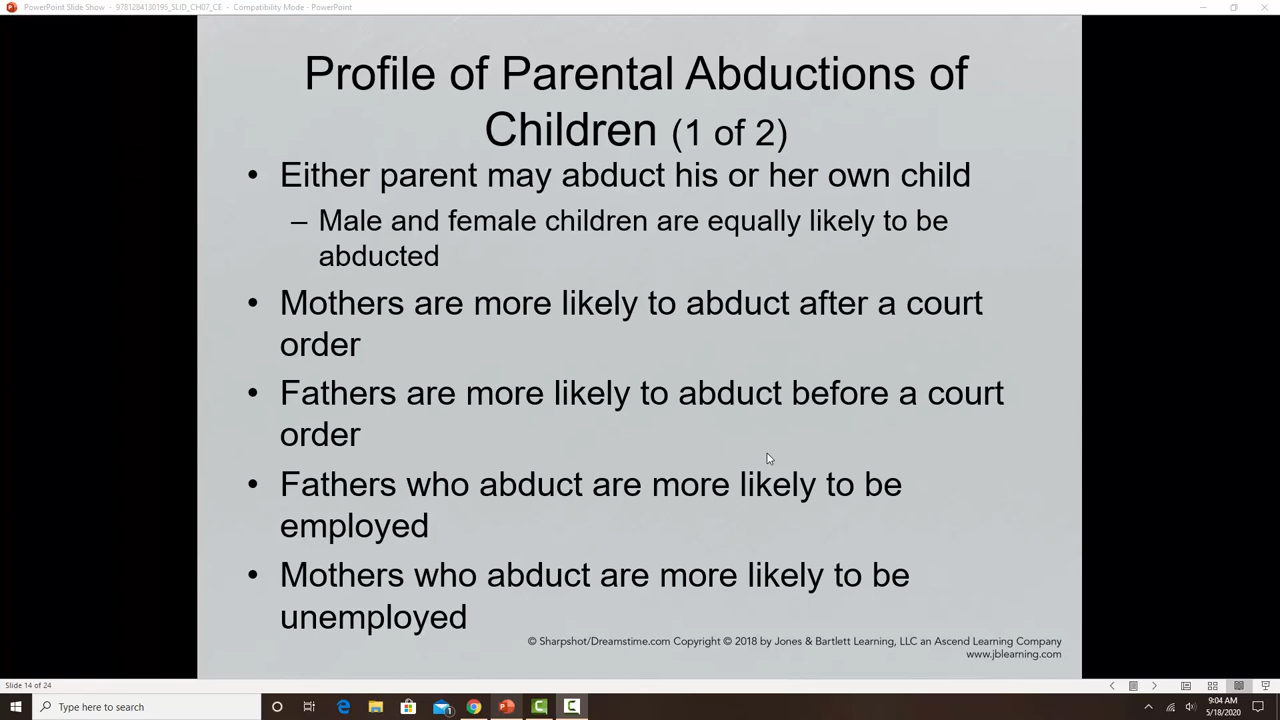 PowerPoint Slide Show - 9781284130195_SLID_CH07_CE - Compatibility Mode - PowerPoint
Profile of Parental Abductions of
Children (1 of 2)
• Either parent may abduct his or her own child
– Male and female children are equally likely to be
abducted
• Mothers are more likely to abduct after a court
order
• Fathers are more likely to abduct before a court
order
• Fathers who abduct are more likely to be
employed
• Mothers who abduct are more likely to be
unemployed
© Sharpshot/Dreamstime.com Copyright © 2018 by Jones & Bartlett Learning, LLC an Ascend Learning Company
www.jblearning.com
Slide 14 of 24
Type here to search
9:04 AM
5/18/2020